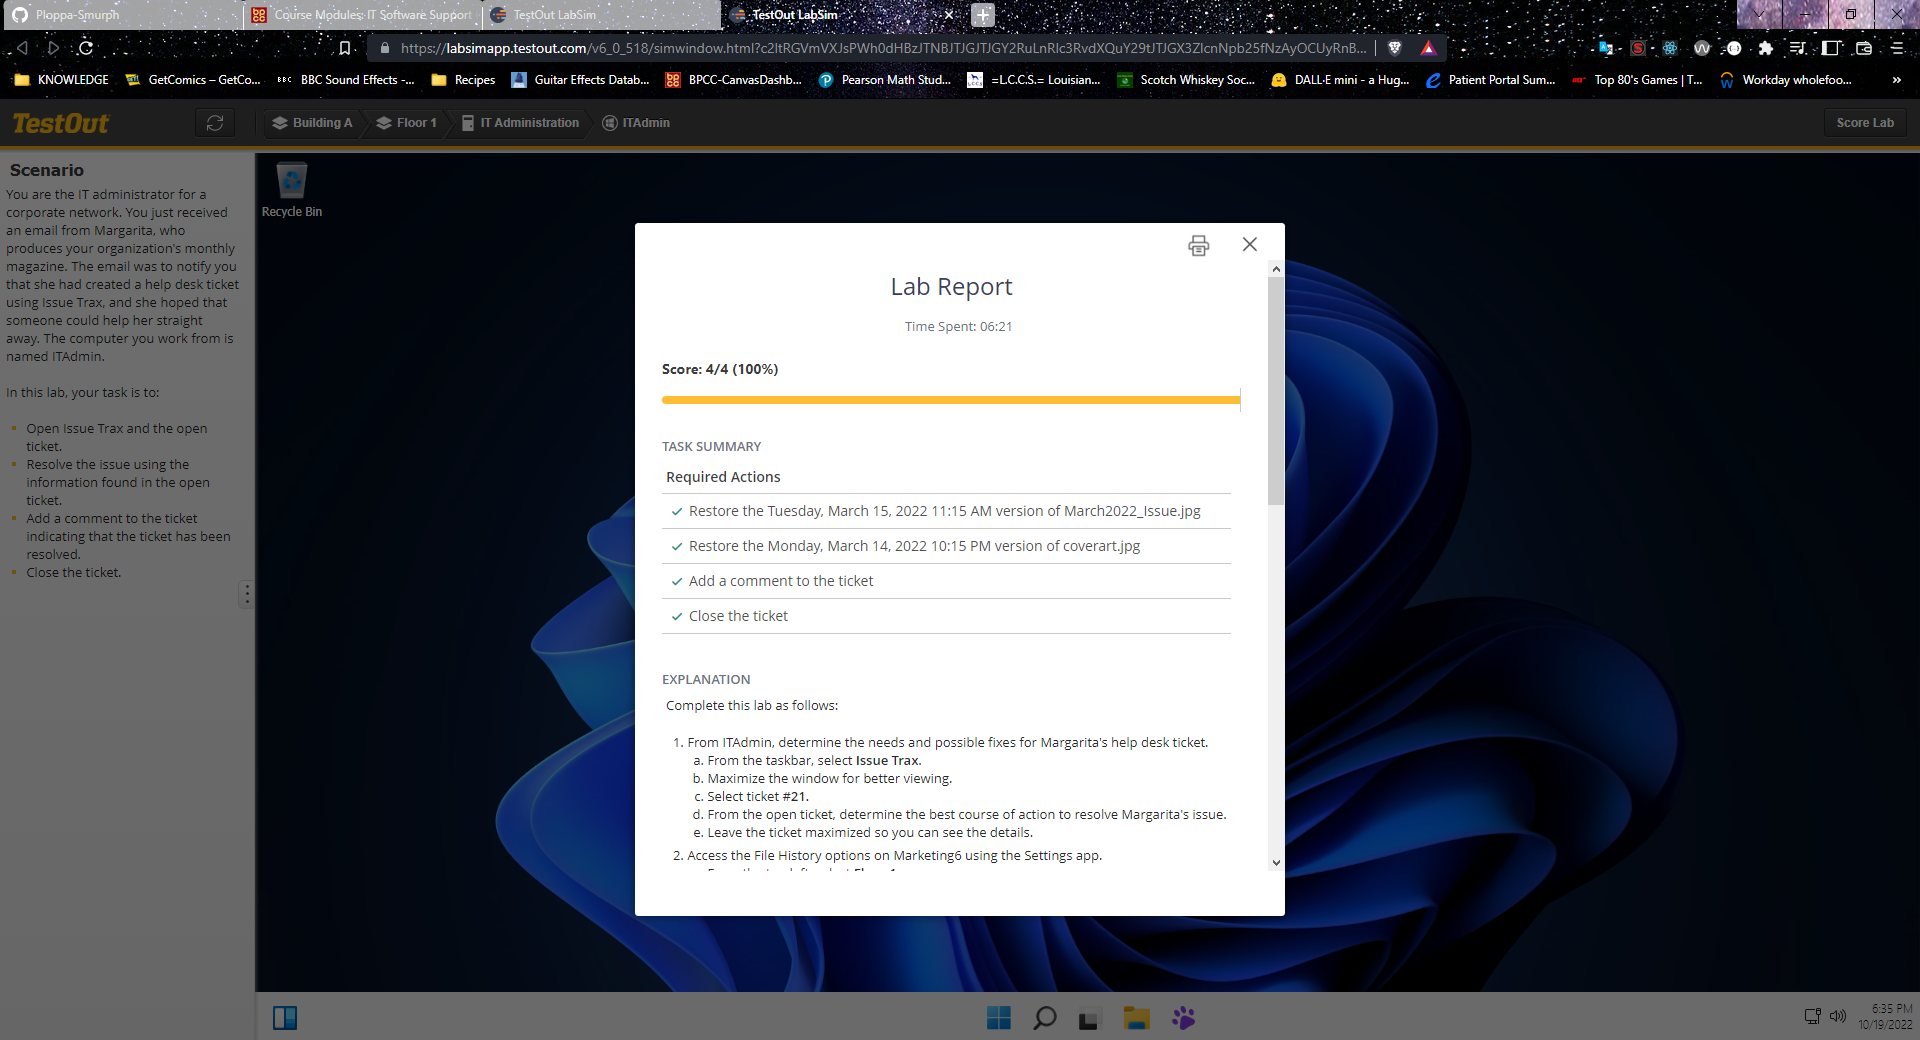 Ploppa-Smurph
Course Modules: IT Software Support
TestOut LabSim
TestOut LabSim
https://labsimapp.testout.com/v6_0_518/simwindow.html?
KNOWLEDGE
GetComics – GetCo...
BBC
BBC Sound Effects -...
Recipes
Guitar Effects Datab...
BPCC-CanvasDashb...
Pearson Math Stud...
=L.C.C.S.= Louisian...
Scotch Whiskey Soc...
DALL·E mini - a Hug...
Patient Portal Sum...
Top 80's Games | T...
Workday wholefoo...
»
TestOut
Building A
Floor 1
IT Administration
ITAdmin
Score Lab
Scenario
You are the IT administrator for a
corporate network. You just received
an email from Margarita, who
produces your organization's monthly
magazine. The email was to notify you
that she had created a help desk ticket
using Issue Trax, and she hoped that
someone could help her straight
away. The computer you work from is
named ITAdmin.
In this lab, your task is to:
Open Issue Trax and the open
ticket.
Resolve the issue using the
information found in the open
ticket.
Add a comment to the ticket
indicating that the ticket has been
resolved.
Close the ticket.
Recycle Bin
Lab Report
Time Spent: 06:21
Score: 4/4 (100%)
TASK SUMMARY
Required Actions
Restore the Tuesday, March 15, 2022 11:15 AM version of March2022_Issue.jpg
Restore the Monday, March 14, 2022 10:15 PM version of coverart.jpg
Add a comment to the ticket
Close the ticket
EXPLANATION
Complete this lab as follows:
1. From ITAdmin, determine the needs and possible fixes for Margarita's help desk ticket.
a. From the taskbar, select Issue Trax.
b. Maximize the window for better viewing.
c. Select ticket #21.
d. From the open ticket, determine the best course of action to resolve Margarita's issue.
e. Leave the ticket maximized so you can see the details.
2. Access the File History options on Marketing6 using the Settings app.
6:35 PM
10/19/2022